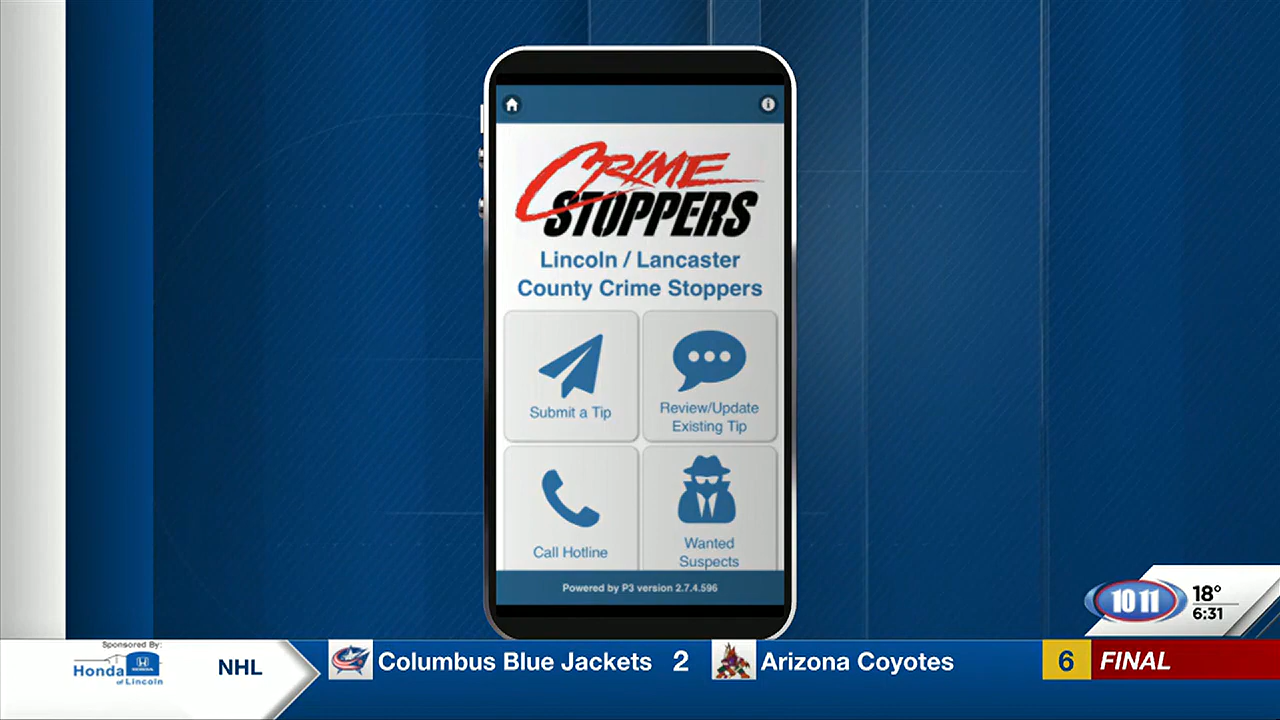 CRIME
STOPPERS
Lincoln / Lancaster
County Crime Stoppers
Submit a Tip
Review/Update
Existing Tip
Call Hotline
Wanted
Suspects
Powered by P3 version 2.7.4.596
10 11
18°
6:31
Sponsored By:
Honda
HONDA
of Lincoln
NHL
Columbus Blue Jackets 2
Arizona Coyotes
6
FINAL